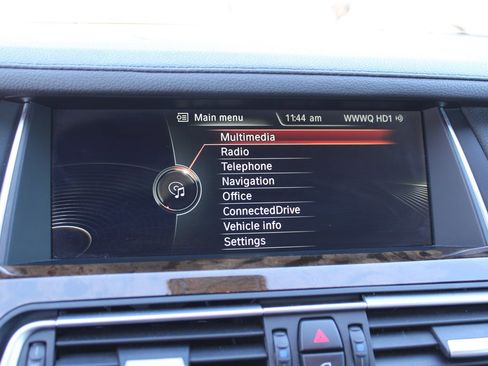 Main menu 11:44 am WWWQ HD1
Multimedia
Radio
Telephone
Navigation
Office
ConnectedDrive
Vehicle info
Settings